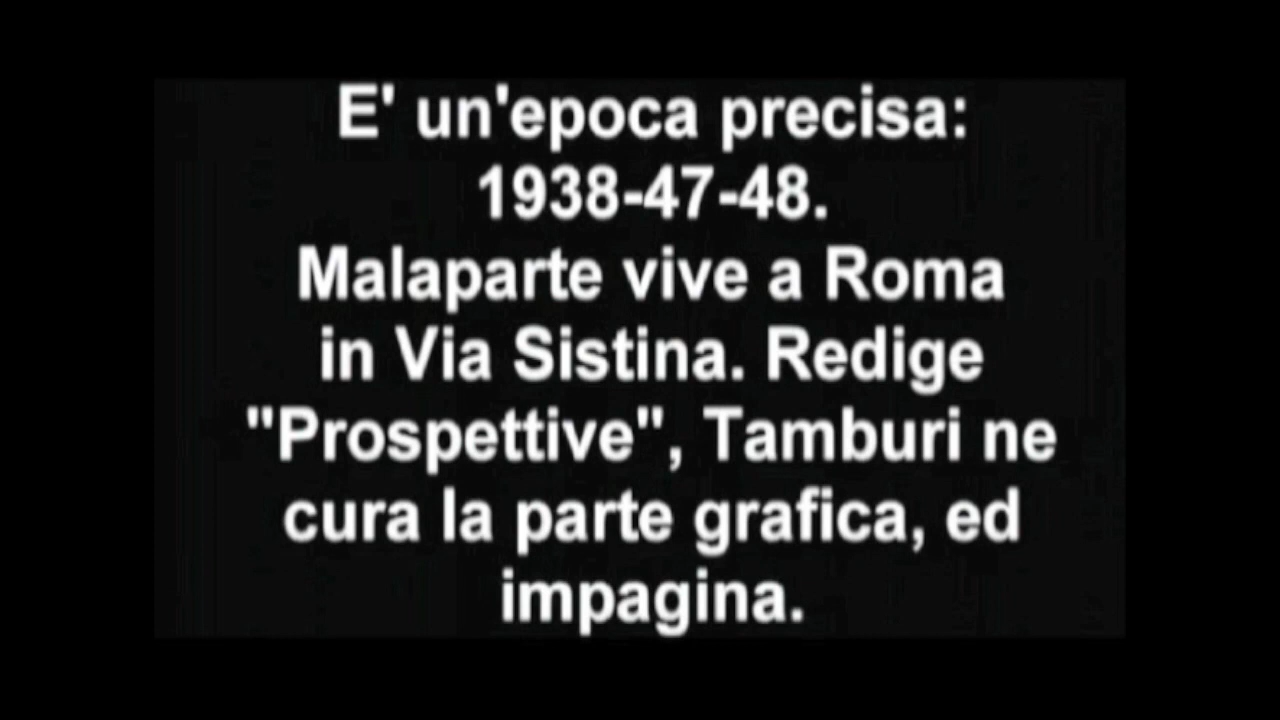 E' un'epoca precisa:
1938-47-48.
Malaparte vive a Roma
in Via Sistina. Redige
"Prospettive", Tamburi ne
cura la parte grafica, ed
impagina.